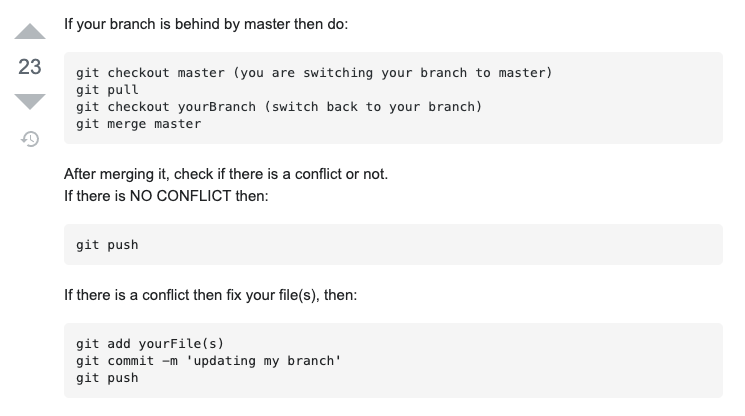 If your branch is behind by master then do:
23
git checkout master (you are switching your branch to master)
git pull
git checkout yourBranch (switch back to your branch)
git merge master
After merging it, check if there is a conflict or not.
If there is NO CONFLICT then:
git push
If there is a conflict then fix your file(s), then:
git add yourFile(s)
git commit –m 'updating my branch'
git push